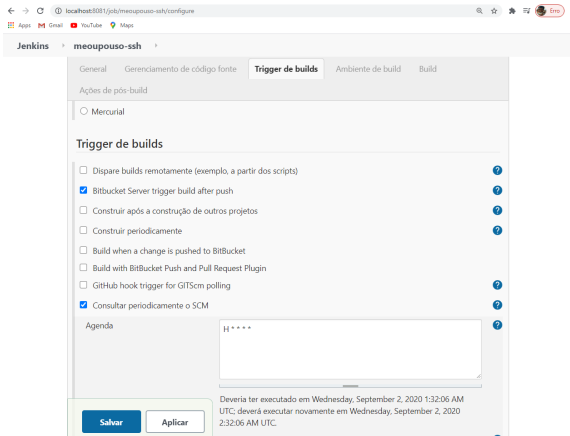 localhost:8081/job/meoupouso-ssh/configure
Erro
Apps Gmail YouTube Maps
Jenkins meoupouso-ssh
General Gerenciamento de código fonte Trigger de builds Ambiente de build Build
Ações de pós-build
Mercurial
Trigger de builds
Dispare builds remotamente (exemplo, a partir dos scripts)
Bitbucket Server trigger build after push
Construir após a construção de outros projetos
Construir periodicamente
Build when a change is pushed to BitBucket
Build with BitBucket Push and Pull Request Plugin
GitHub hook trigger for GITScm polling
Consultar periodicamente o SCM
Agenda
H * * * *
Deveria ter executado em Wednesday, September 2, 2020 1:32:06 AM
UTC; deverá executar novamente em Wednesday, September 2, 2020
2:32:06 AM UTC.
Salvar Aplicar